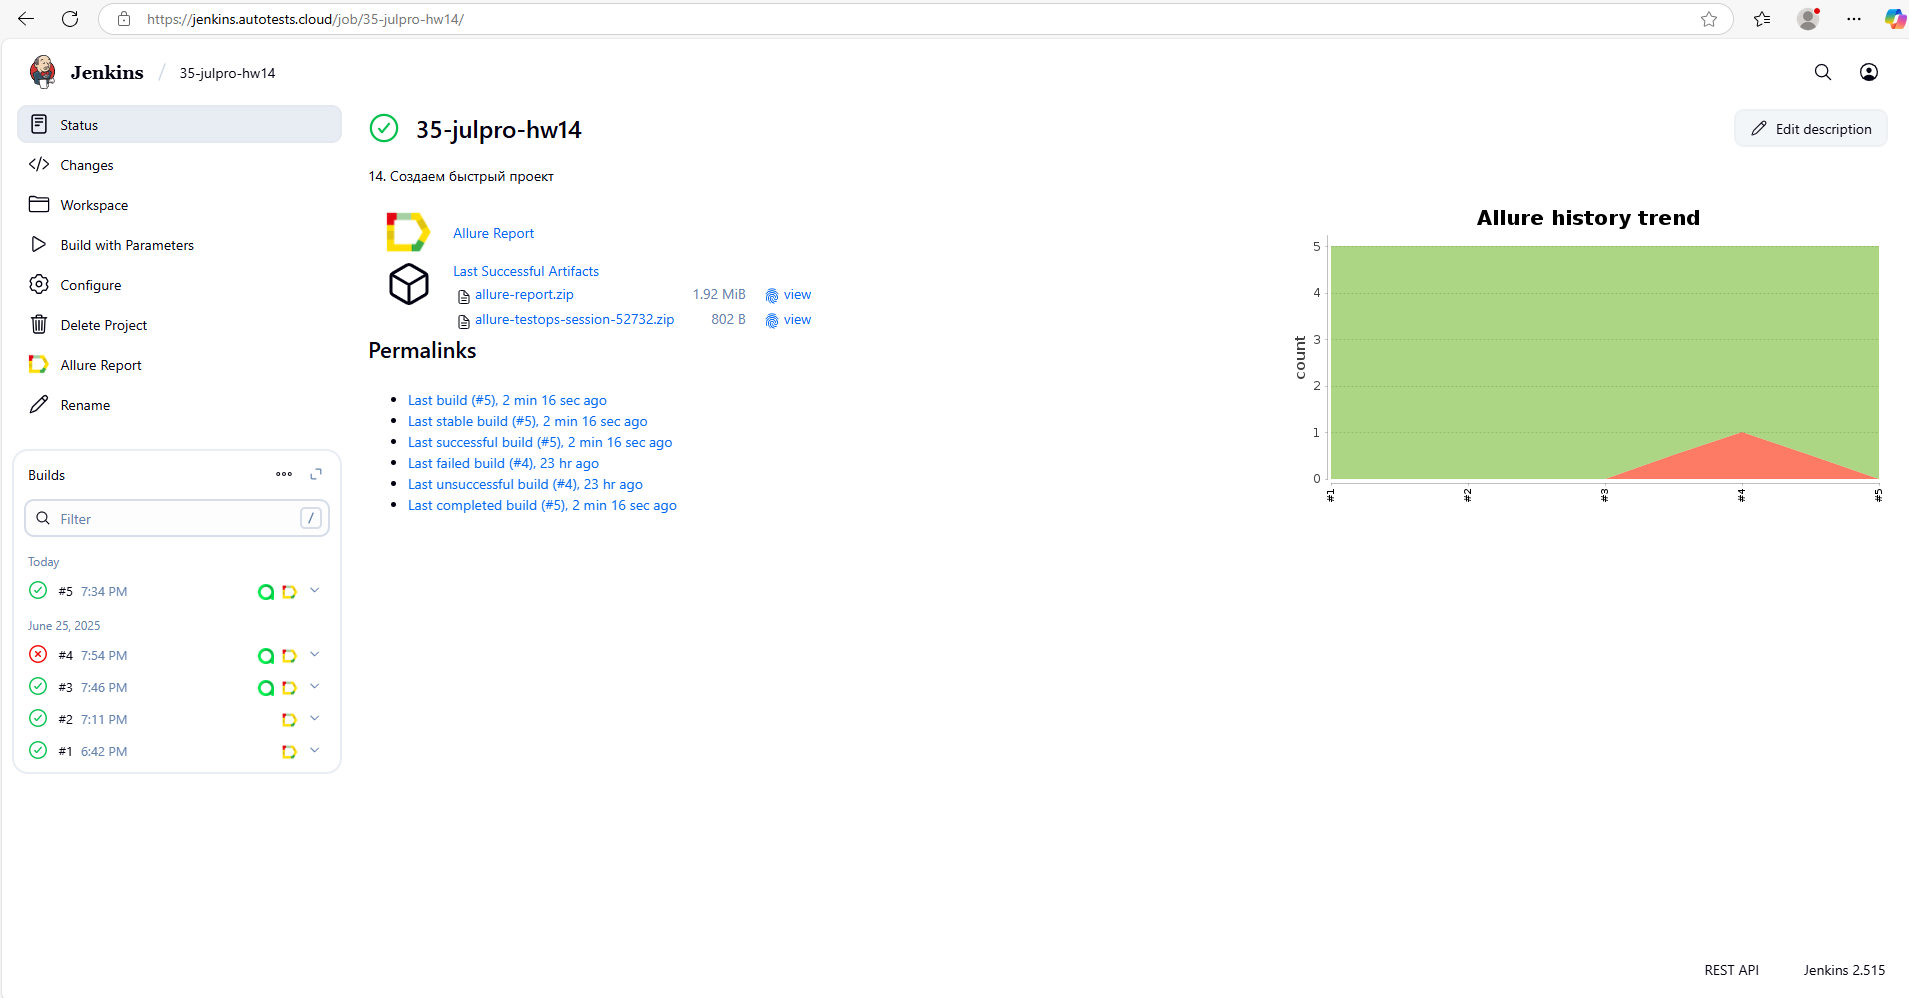 https://jenkins.autotests.cloud/job/35-julpro-hw14/
Jenkins / 35-julpro-hw14
Status
Changes
Workspace
Build with Parameters
Configure
Delete Project
Allure Report
Rename
Builds
Filter /
Today
#5 7:34 PM
June 25, 2025
#4 7:54 PM
#3 7:46 PM
#2 7:11 PM
#1 6:42 PM
35-julpro-hw14
Edit description
14. Создаем быстрый проект
Allure Report
Last Successful Artifacts
allure-report.zip 1.92 MiB view
allure-testops-session-52732.zip 802 B view
Permalinks
Last build (#5), 2 min 16 sec ago
Last stable build (#5), 2 min 16 sec ago
Last successful build (#5), 2 min 16 sec ago
Last failed build (#4), 23 hr ago
Last unsuccessful build (#4), 23 hr ago
Last completed build (#5), 2 min 16 sec ago
Allure history trend
count
5
4
3
2
1
0
#1 #2 #3 #4 #5
REST API Jenkins 2.515